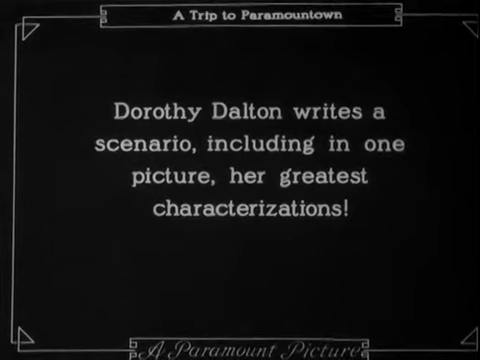 A Trip to Paramountown
Dorothy Dalton writes a
scenario, including in one
picture, her greatest
characterizations!
A Paramount Picture